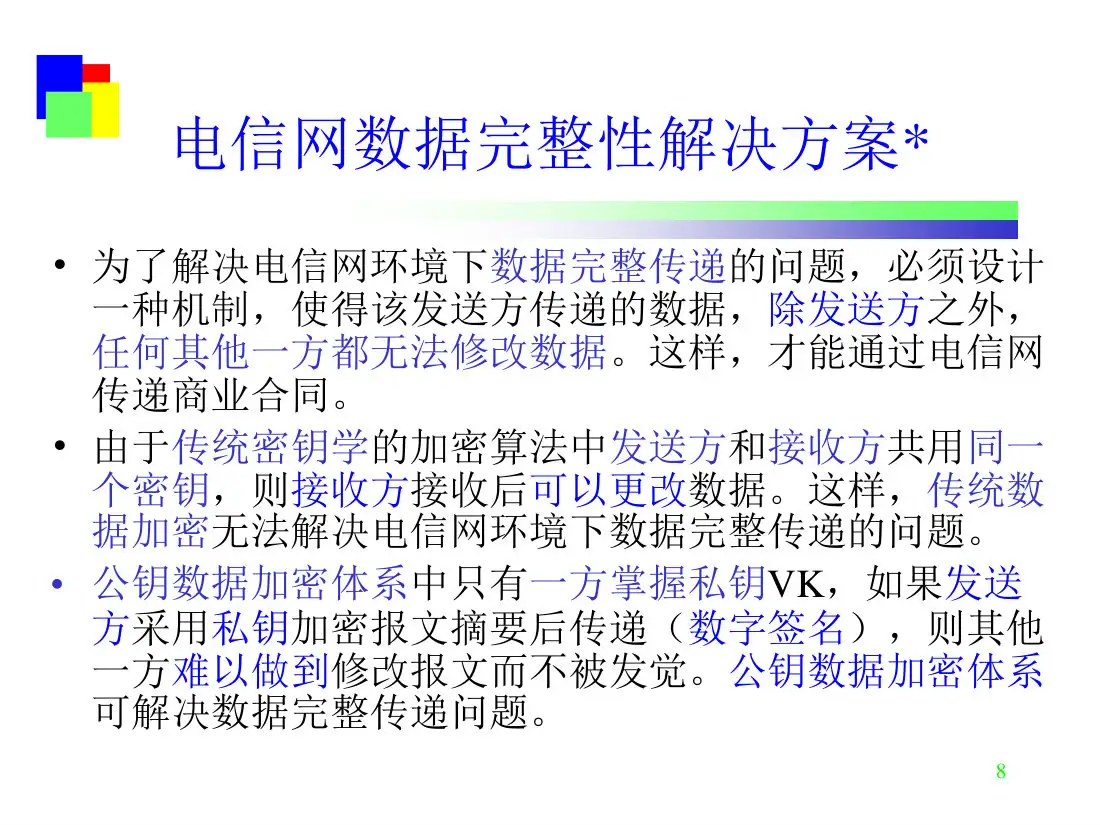 电信网数据完整性解决方案*
• 为了解决电信网环境下数据完整传递的问题，必须设计
一种机制，使得该发送方传递的数据，除发送方之外，
任何其他一方都无法修改数据。这样，才能通过电信网
传递商业合同。
• 由于传统密钥学的加密算法中发送方和接收方共用同一
个密钥，则接收方接收后可以更改数据。这样，传统数
据加密无法解决电信网环境下数据完整传递的问题。
• 公钥数据加密体系中只有一方掌握私钥VK，如果发送
方采用私钥加密报文摘要后传递（数字签名），则其他
一方难以做到修改报文而不被发觉。公钥数据加密体系
可解决数据完整传递问题。
8